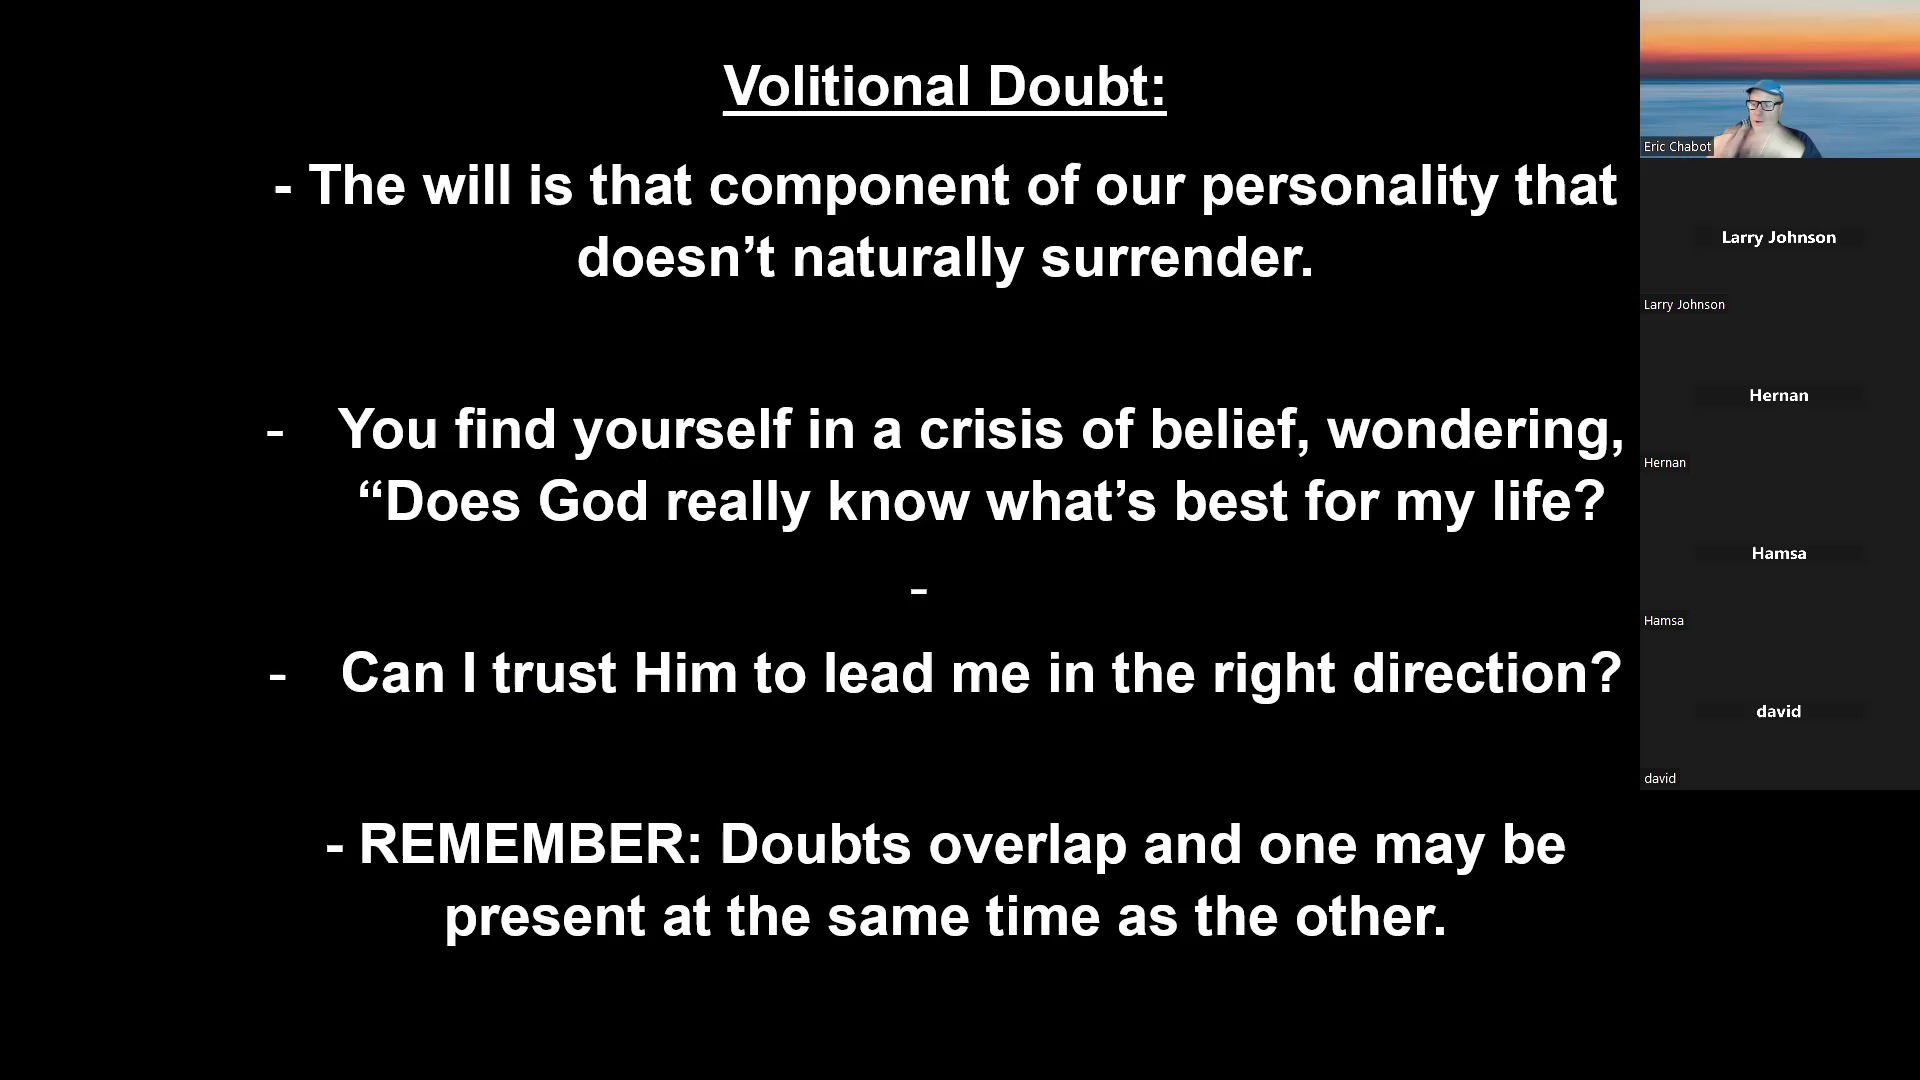 Volitional Doubt:
- The will is that component of our personality that
doesn’t naturally surrender.
- You find yourself in a crisis of belief, wondering,
“Does God really know what’s best for my life?
-
- Can I trust Him to lead me in the right direction?
- REMEMBER: Doubts overlap and one may be
present at the same time as the other.
Eric Chabot
Larry Johnson
Larry Johnson
Hernan
Hernan
Hamsa
Hamsa
david
david